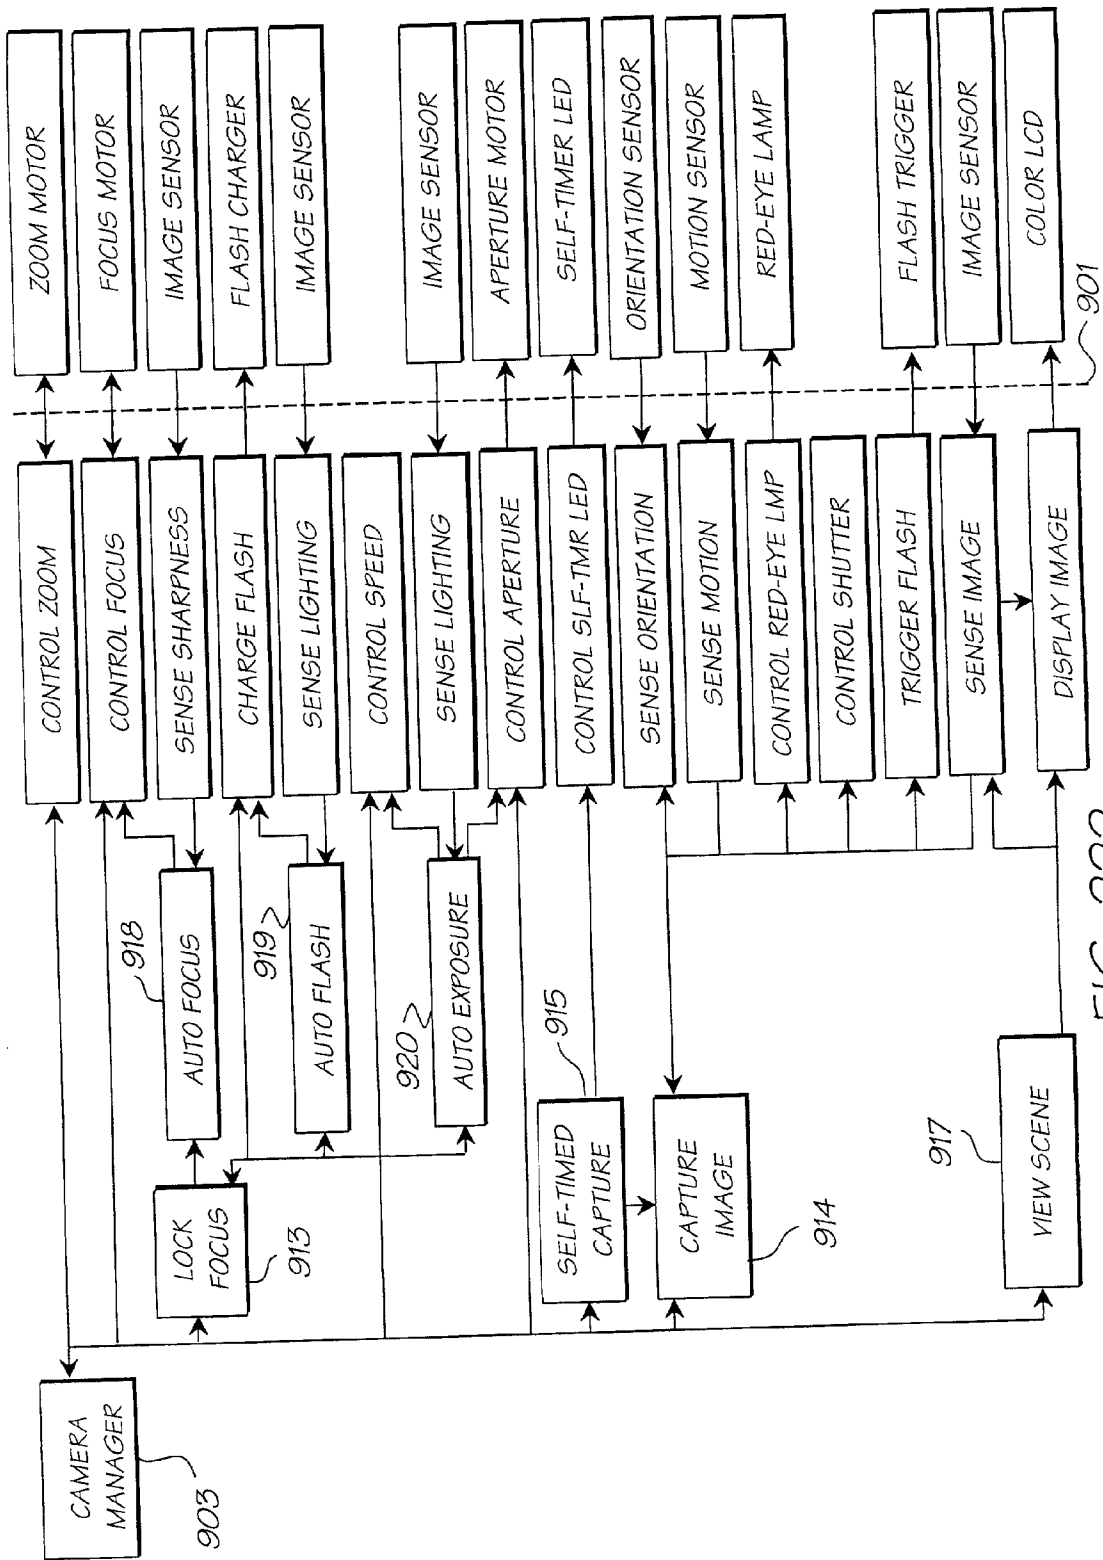 CAMERA
MANAGER
903
LOCK
FOCUS
913
AUTO FOCUS
918
AUTO FLASH
919
AUTO EXPOSURE
920
SELF-TIMED
CAPTURE
915
CAPTURE
IMAGE
914
VIEW SCENE
917
CONTROL ZOOM
CONTROL FOCUS
SENSE SHARPNESS
CHARGE FLASH
SENSE LIGHTING
CONTROL SPEED
SENSE LIGHTING
CONTROL APERTURE
CONTROL SLF-TMR LED
SENSE ORIENTATION
SENSE MOTION
CONTROL RED-EYE LMP
CONTROL SHUTTER
TRIGGER FLASH
SENSE IMAGE
DISPLAY IMAGE
ZOOM MOTOR
FOCUS MOTOR
IMAGE SENSOR
FLASH CHARGER
IMAGE SENSOR
IMAGE SENSOR
APERTURE MOTOR
SELF-TIMER LED
ORIENTATION SENSOR
MOTION SENSOR
RED-EYE LAMP
FLASH TRIGGER
IMAGE SENSOR
COLOR LCD
901
FIG.